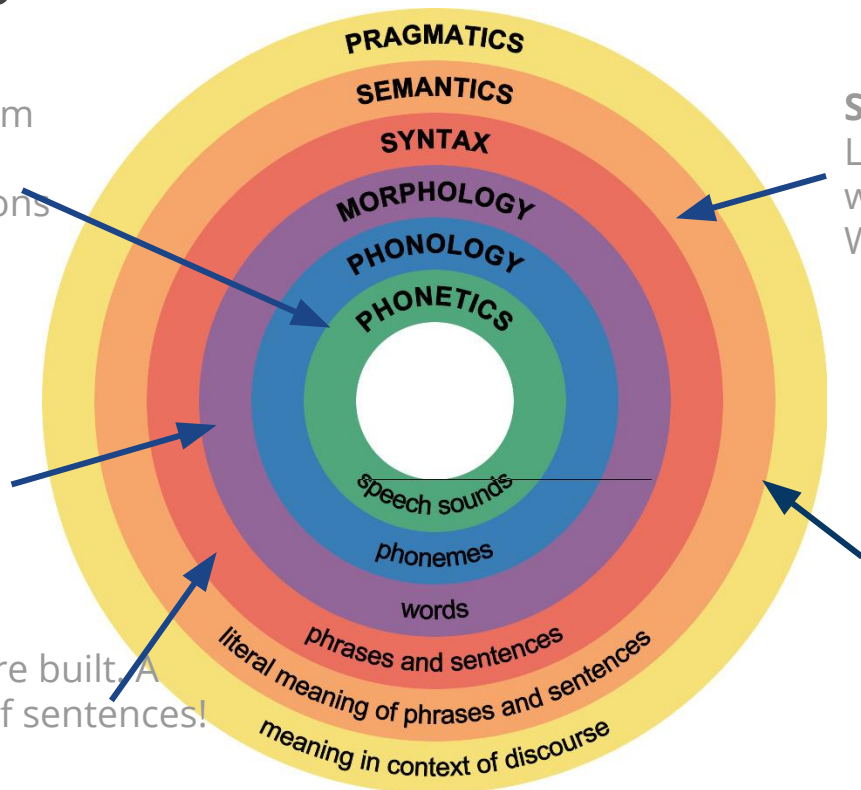 PRAGMATICS
SEMANTICS
SYNTAX
MORPHOLOGY
PHONOLOGY
PHONETICS
speech sounds
phonemes
words
phrases and sentences
literal meaning of phrases and sentences
meaning in context of discourse
re built. A
f sentences!